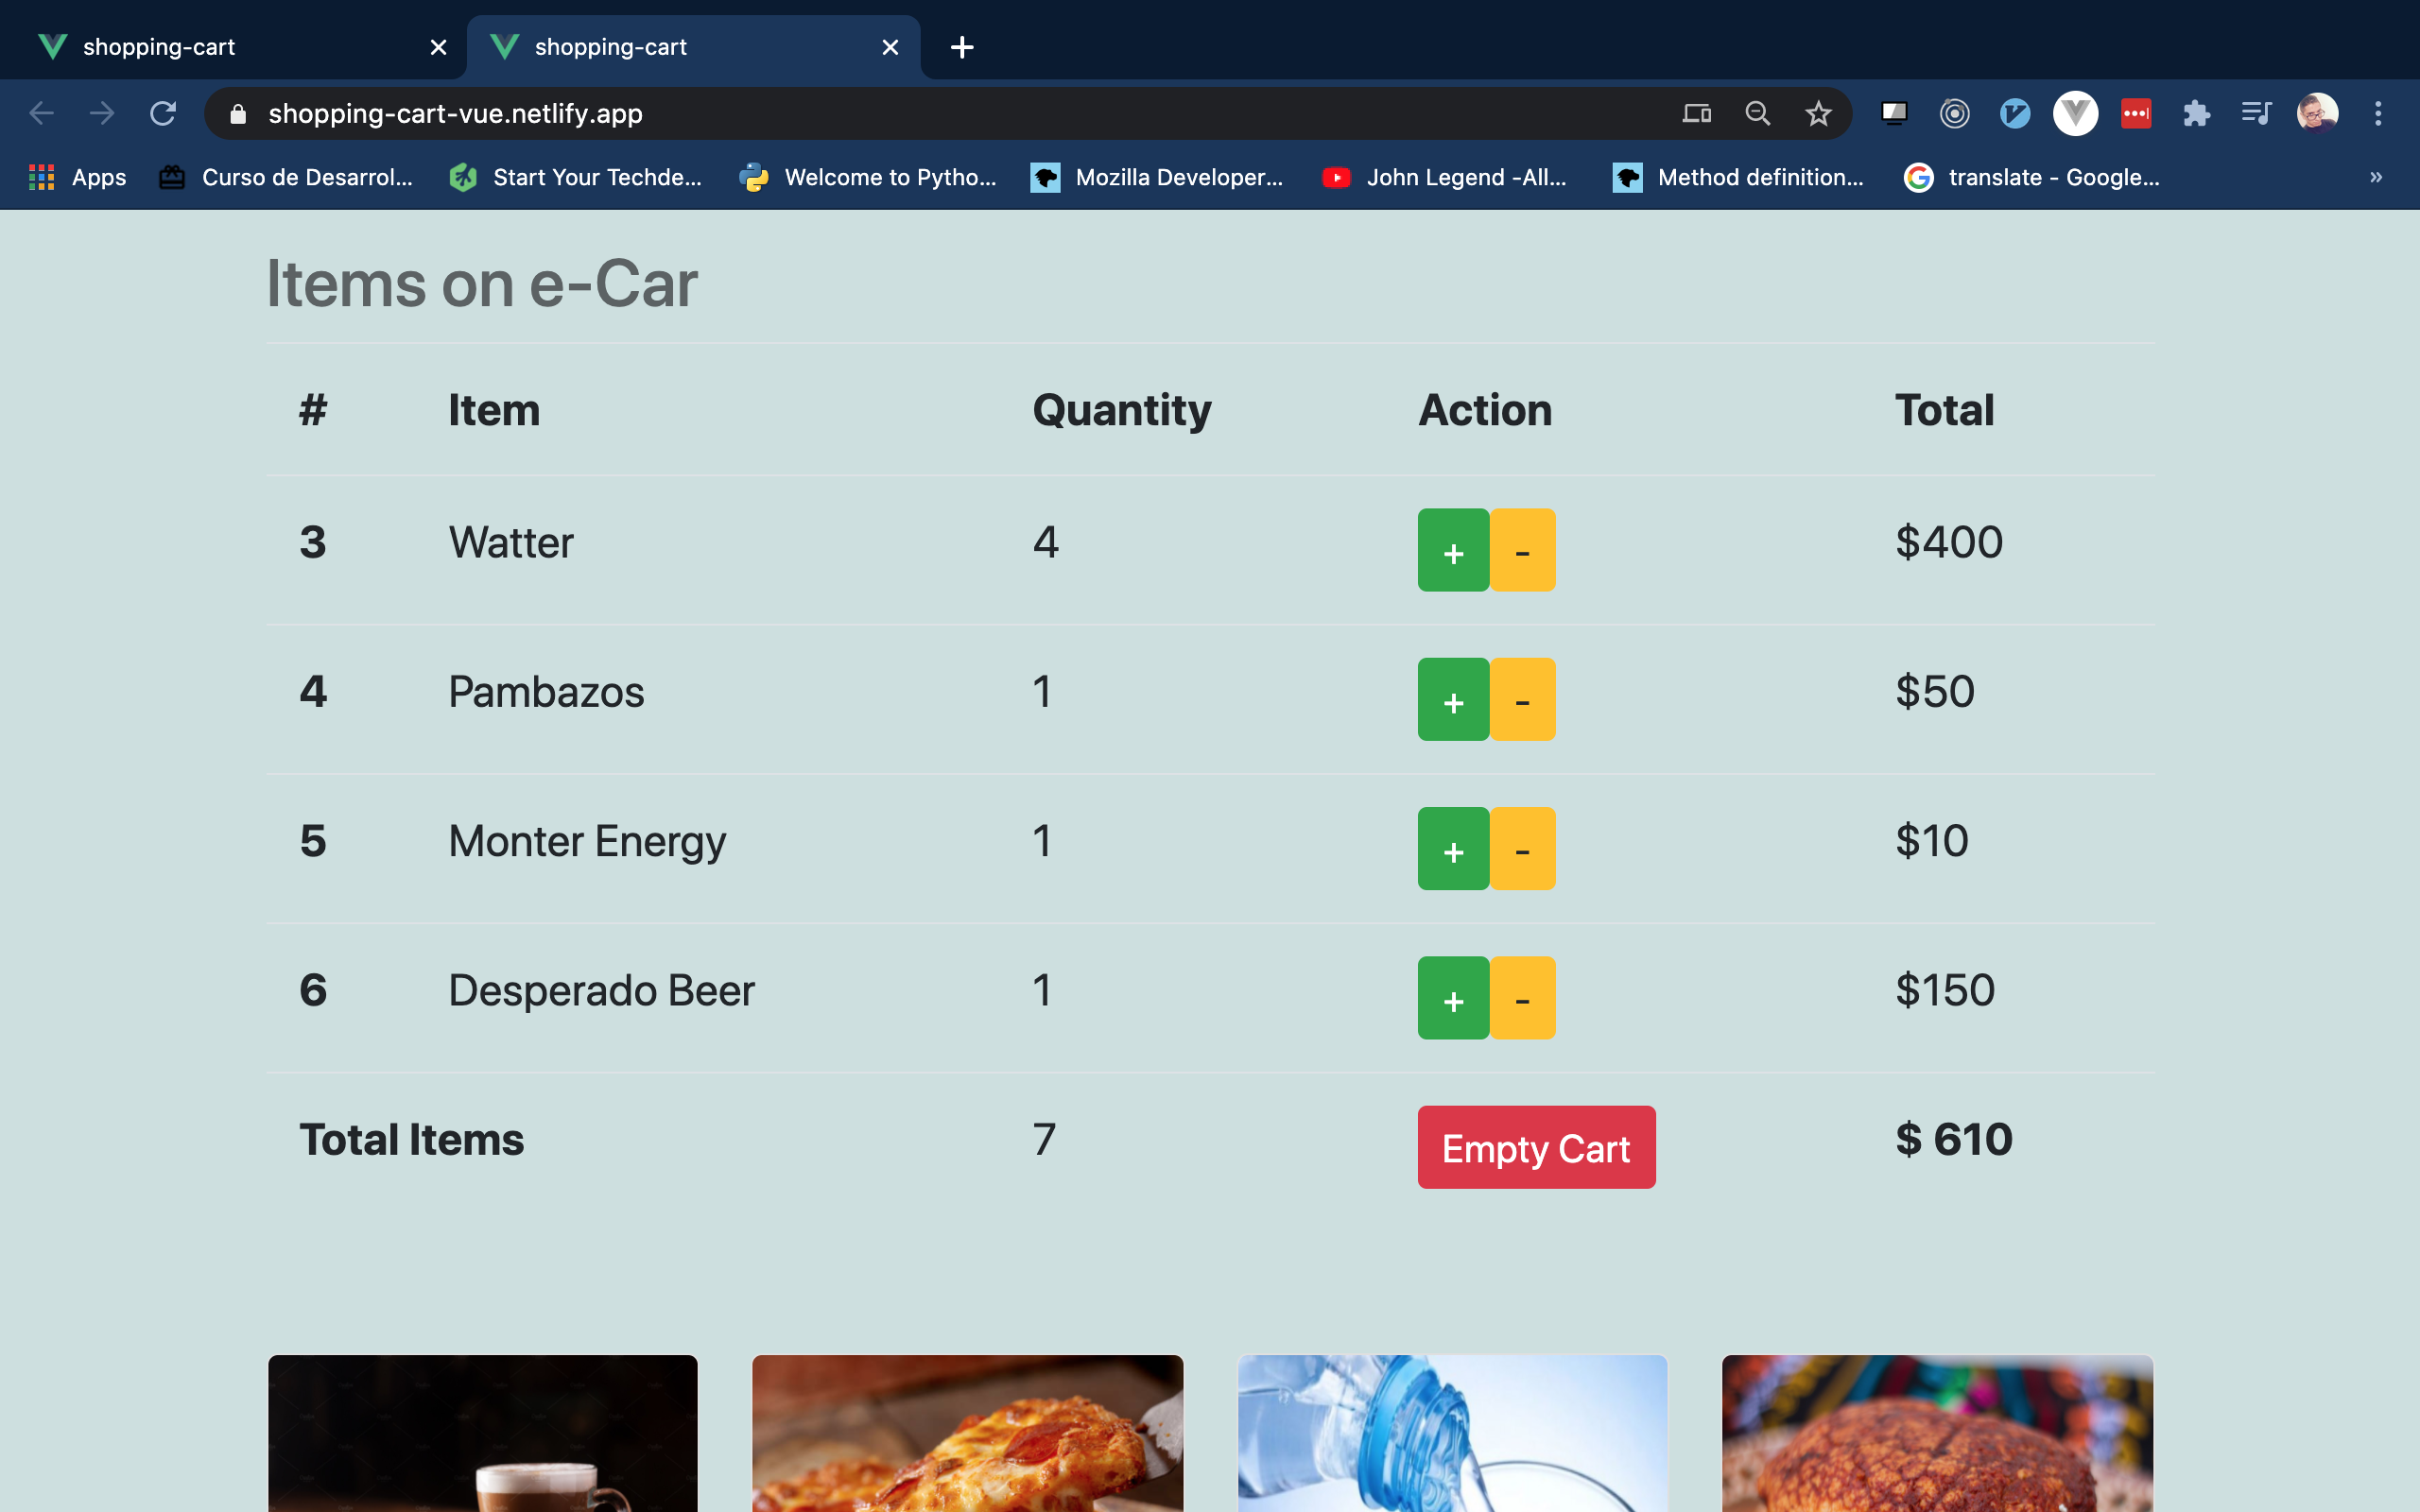 shopping-cart
shopping-cart
shopping-cart-vue.netlify.app
Apps Curso de Desarrol... Start Your Techde... Welcome to Pytho... Mozilla Developer... John Legend -All... Method definition... translate - Google... »
Items on e-Car
# Item Quantity Action Total
3 Watter 4 + - $400
4 Pambazos 1 + - $50
5 Monter Energy 1 + - $10
6 Desperado Beer 1 + - $150
Total Items 7 Empty Cart $ 610